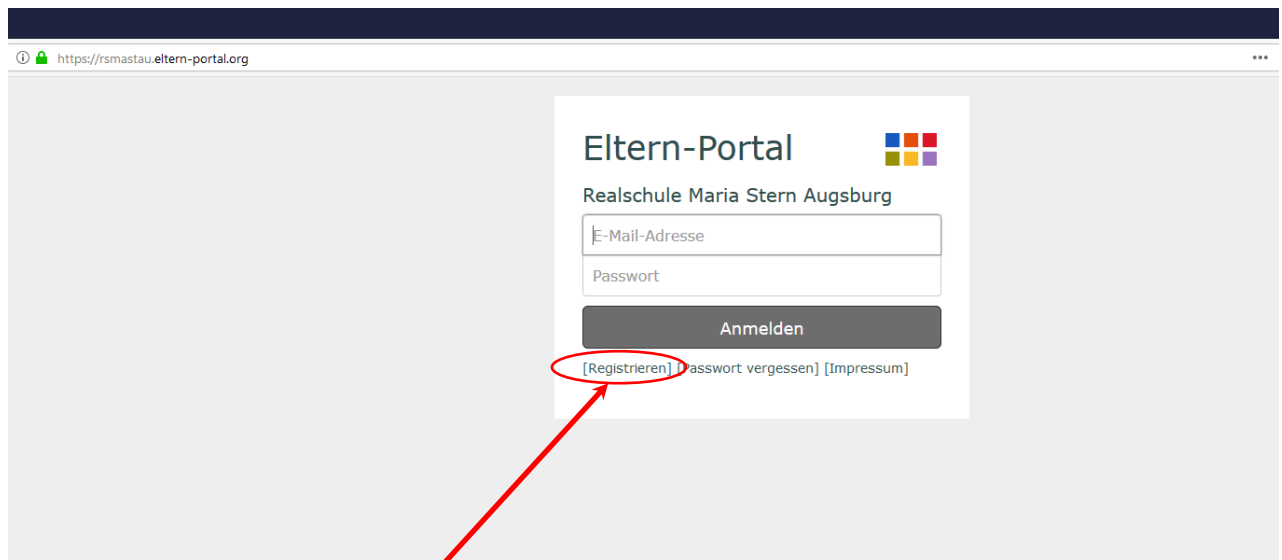 https://rsmastau.eltern-portal.org
Eltern-Portal
Realschule Maria Stern Augsburg
E-Mail-Adresse
Passwort
Anmelden
[Registrieren] [Passwort vergessen] [Impressum]